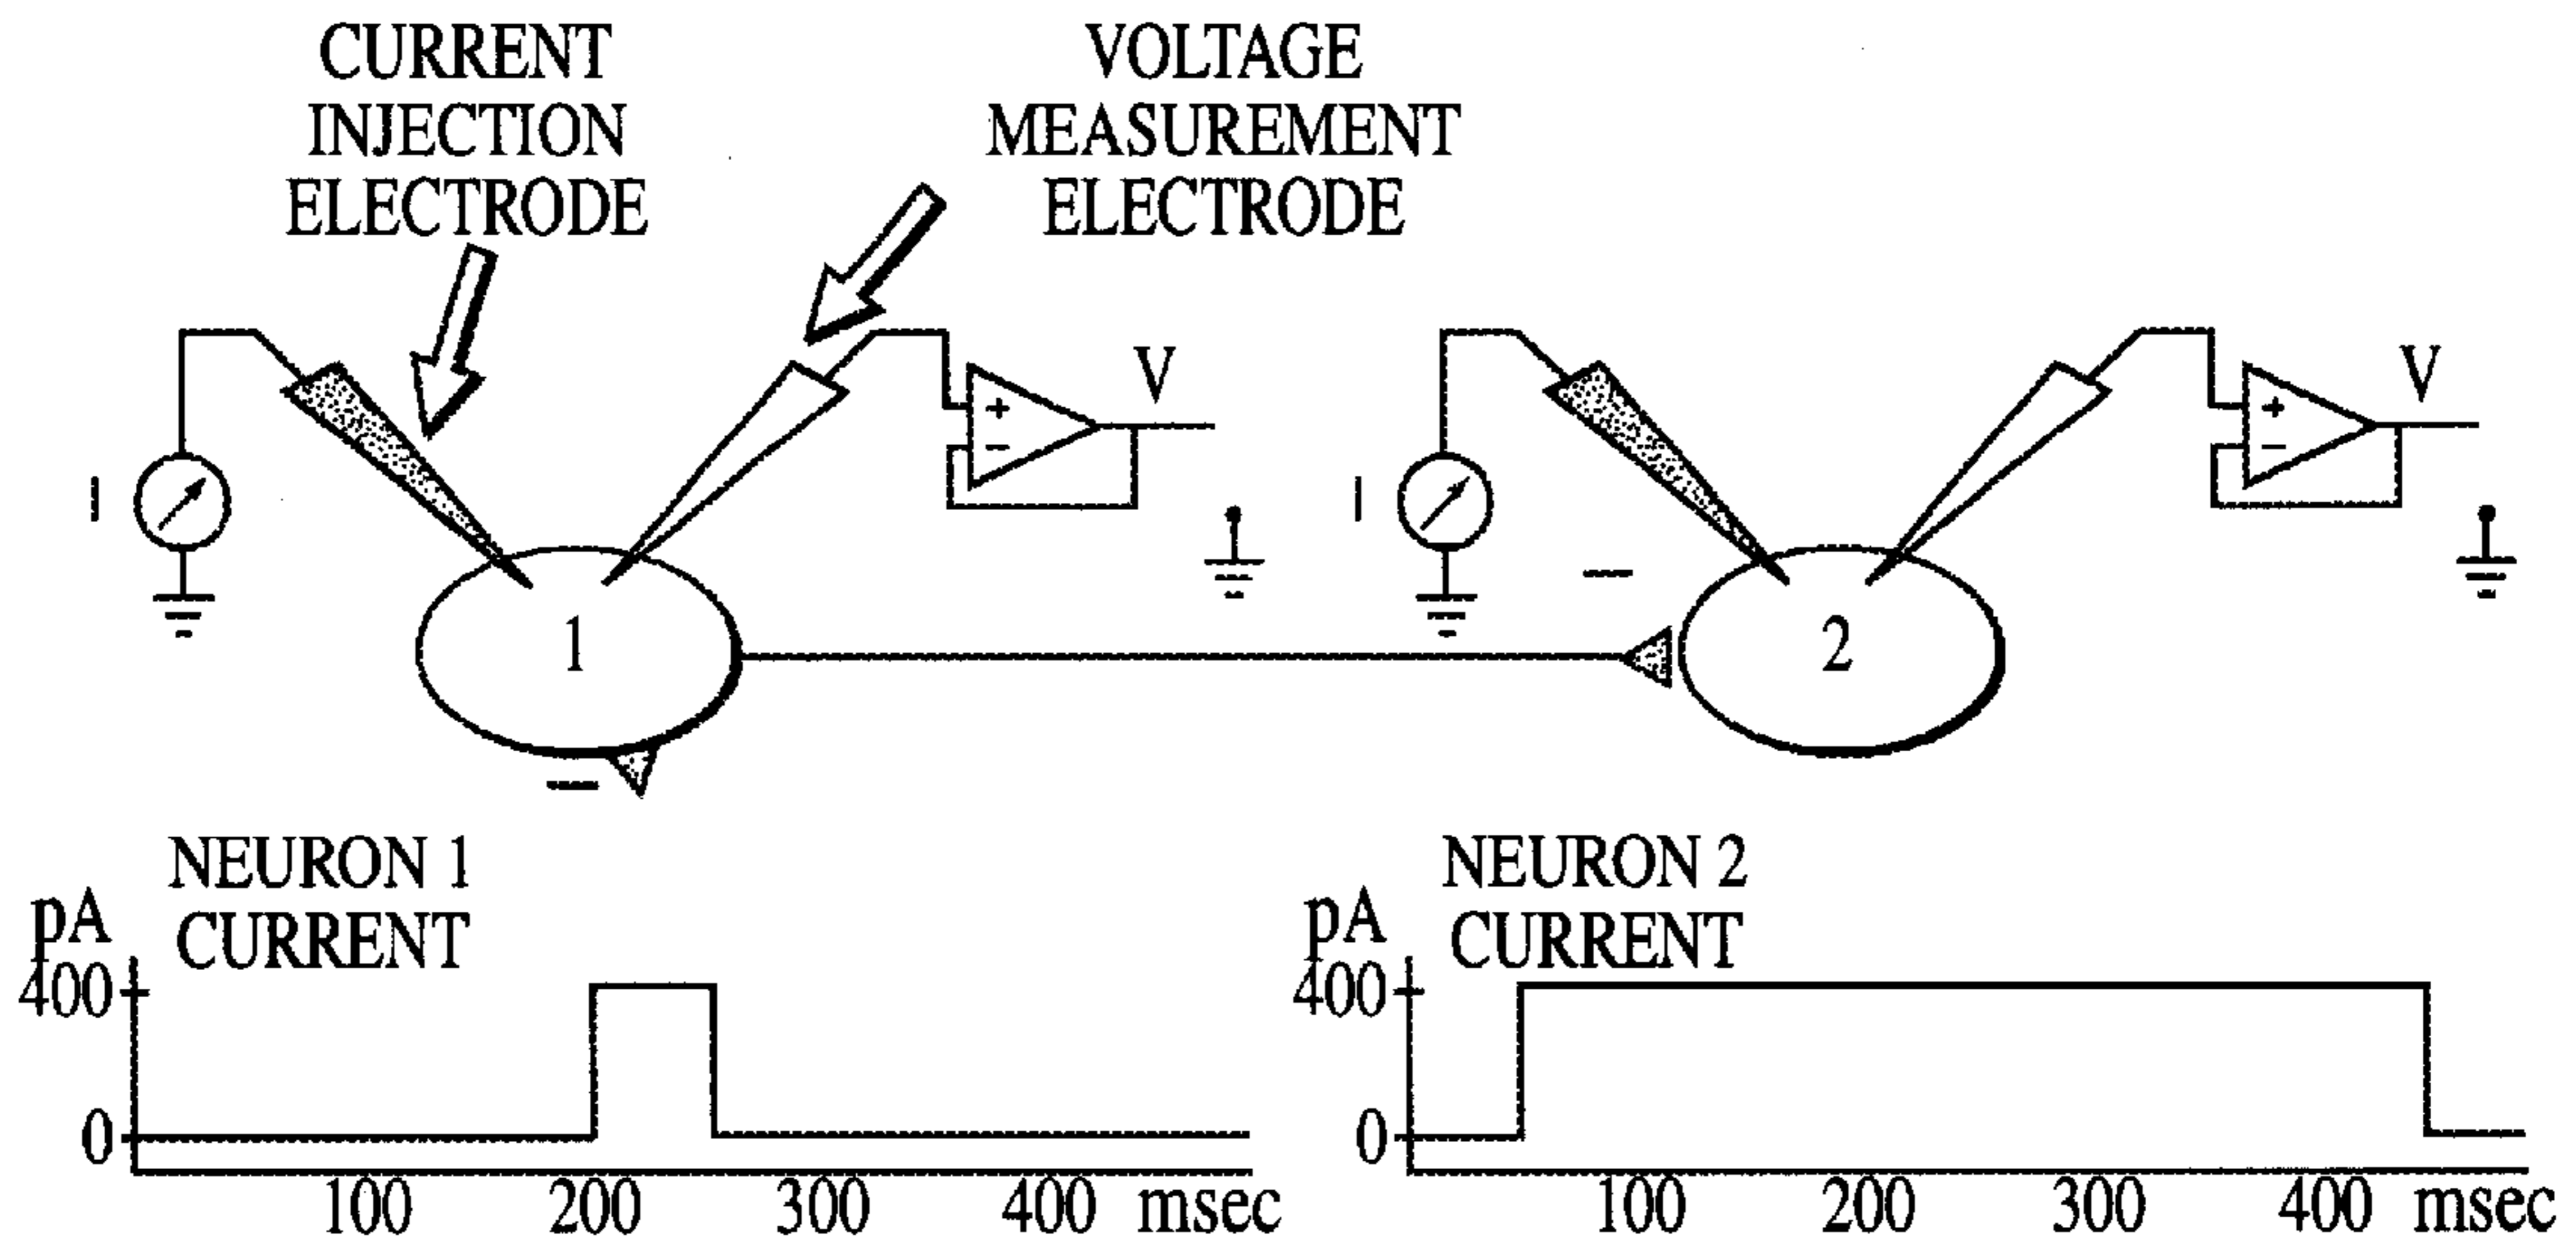 CURRENT
INJECTION
ELECTRODE
VOLTAGE
MEASUREMENT
ELECTRODE
I
+
−
V
I
+
−
V
1
−
−
2
NEURON 1
CURRENT
pA
400
0
100 200 300 400 msec
NEURON 2
CURRENT
pA
400
0
100 200 300 400 msec